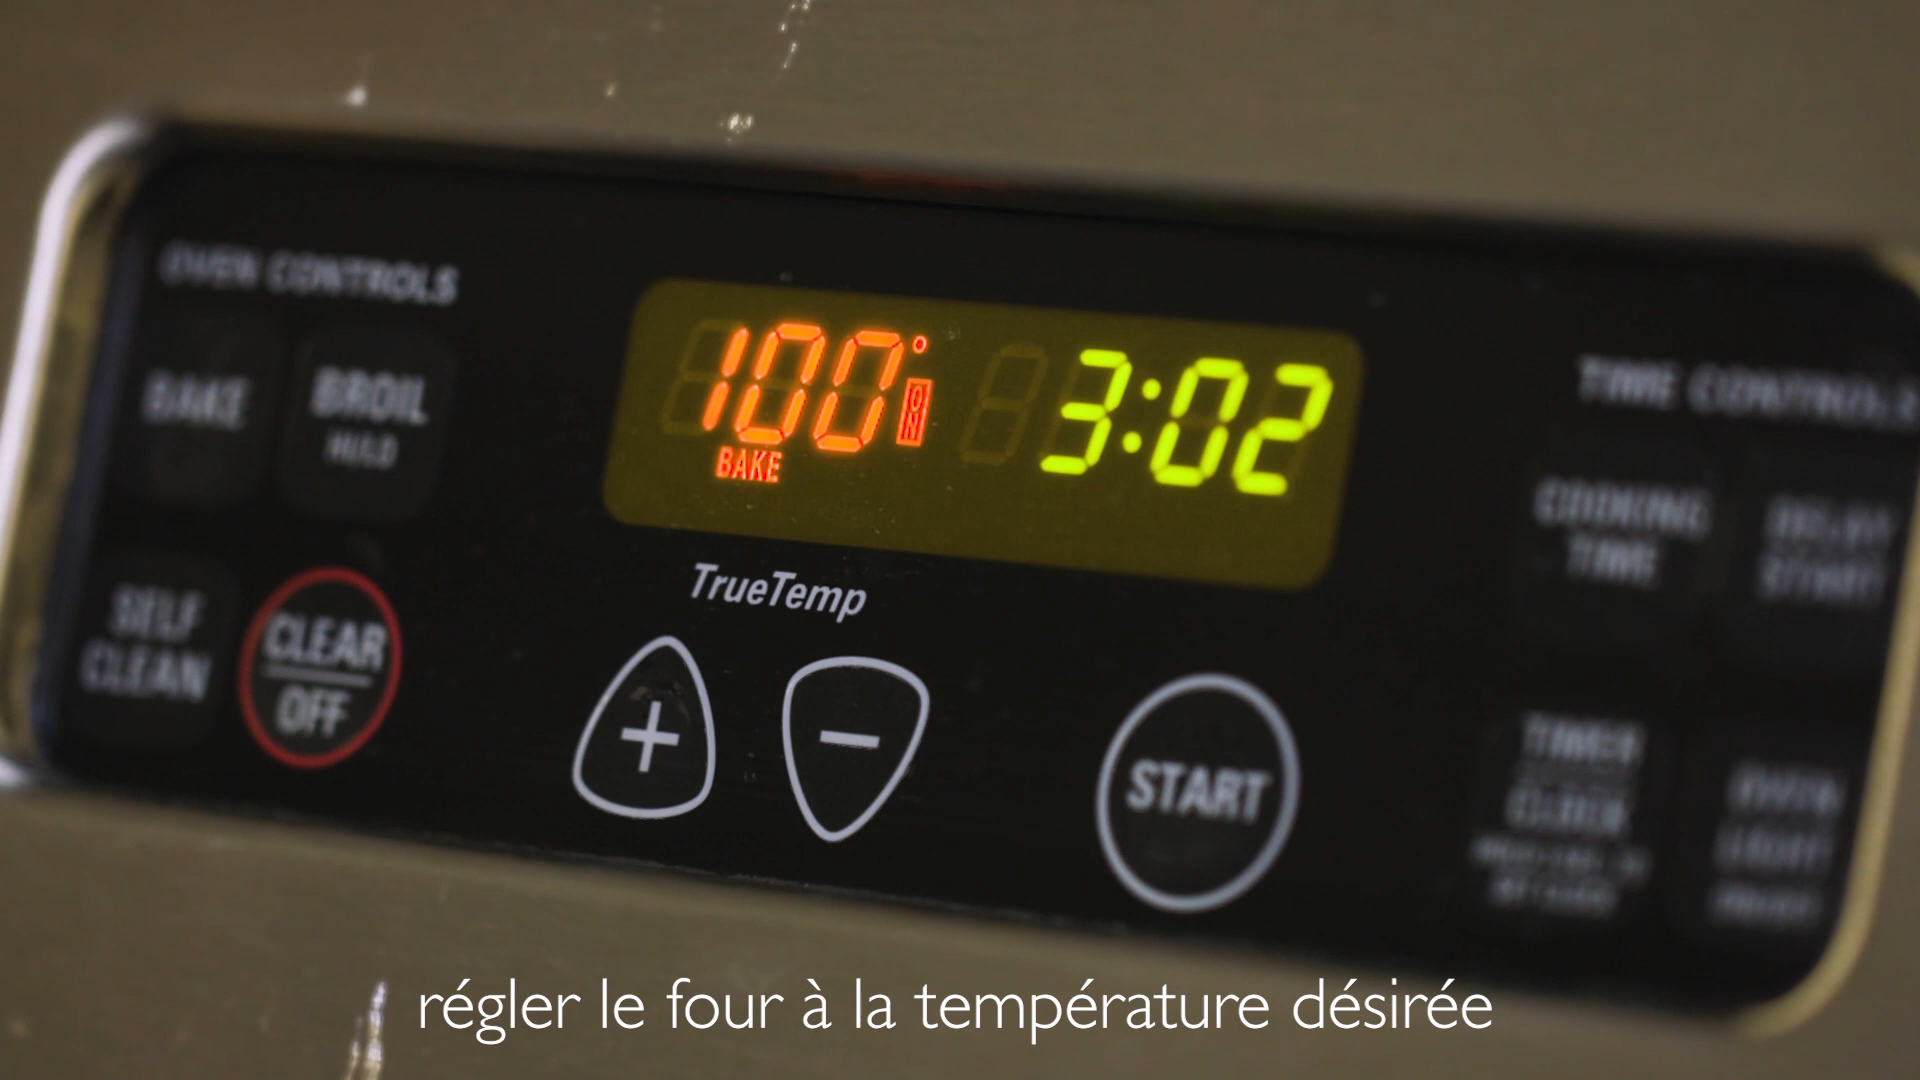 OVEN CONTROLS
BAKE
BROIL
HI/LO
SELF
CLEAN
CLEAR
OFF
100°
ON
BAKE
3:02
TrueTemp
+
−
START
TIME CONTROLS
COOKING
TIME
DELAY
START
TIMER
CLOCK
OVEN
LIGHT
régler le four à la température désirée